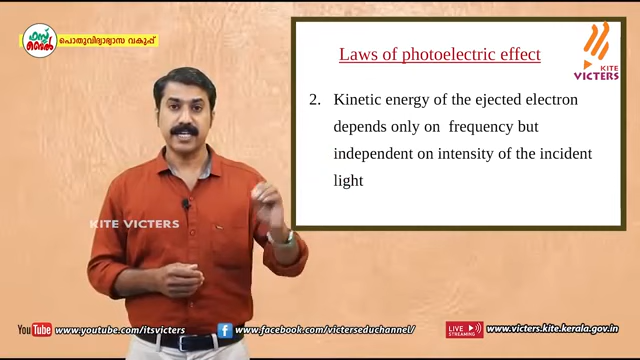 ഫസ്റ്റ്
ബെൽ
പൊതുവിദ്യാഭ്യാസ വകുപ്പ്
KITE
VICTERS
Laws of photoelectric effect
2. Kinetic energy of the ejected electron
depends only on frequency but
independent on intensity of the incident
light
KITE VICTERS
YouTube www.youtube.com/itsvicters
f www.facebook.com/victerseduchannel/
LIVE STREAMING www.victers.kite.kerala.gov.in